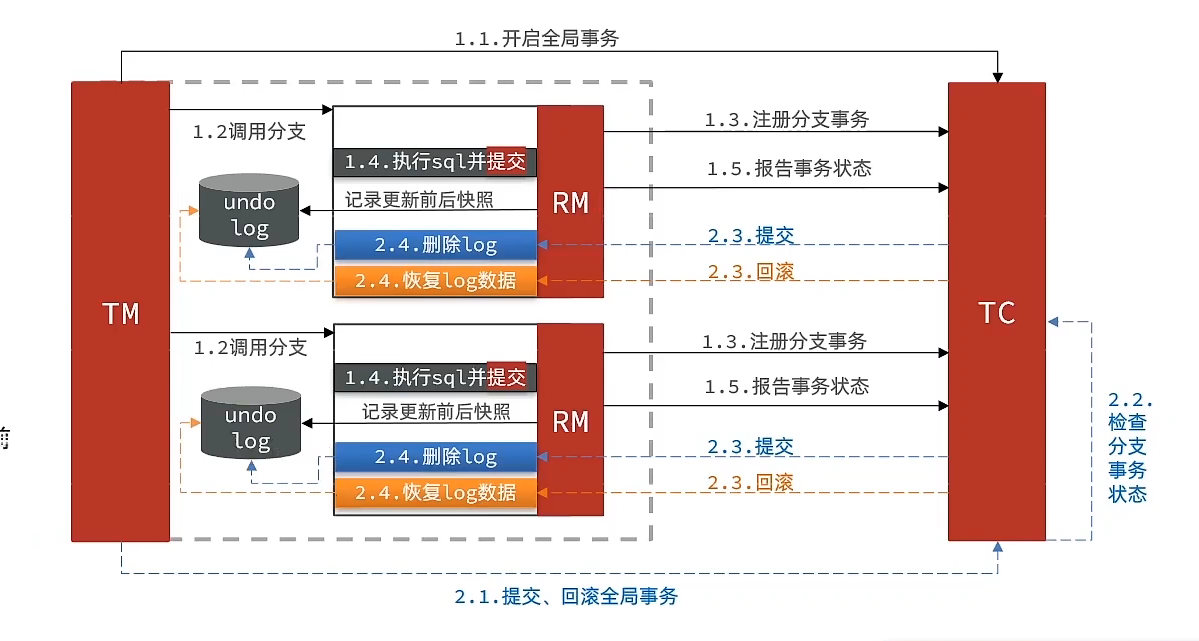 1.1.开启全局事务
TM
1.2调用分支
1.4.执行sql并提交
记录更新前后快照
undo
log
2.4.删除log
2.4.恢复log数据
RM
1.3.注册分支事务
1.5.报告事务状态
2.3.提交
2.3.回滚
TC
1.2调用分支
1.4.执行sql并提交
记录更新前后快照
undo
log
2.4.删除log
2.4.恢复log数据
RM
1.3.注册分支事务
1.5.报告事务状态
2.3.提交
2.3.回滚
2.2.
检查
分支
事务
状态
2.1.提交、回滚全局事务